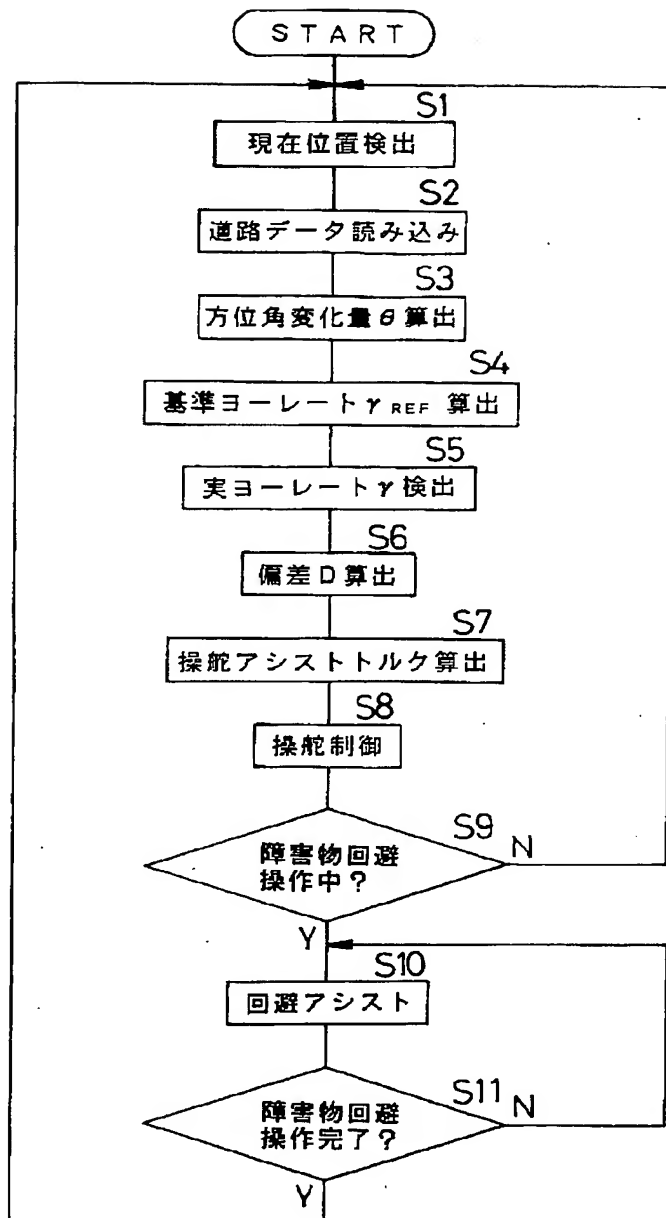 START
S1
現在位置検出
S2
道路データ読み込み
S3
方位角変化量θ算出
S4
基準ヨーレートγREF算出
S5
実ヨーレートγ検出
S6
偏差D算出
S7
操舵アシストトルク算出
S8
操舵制御
S9
障害物回避
操作中?
N
Y
S10
回避アシスト
S11
障害物回避
操作完了?
N
Y